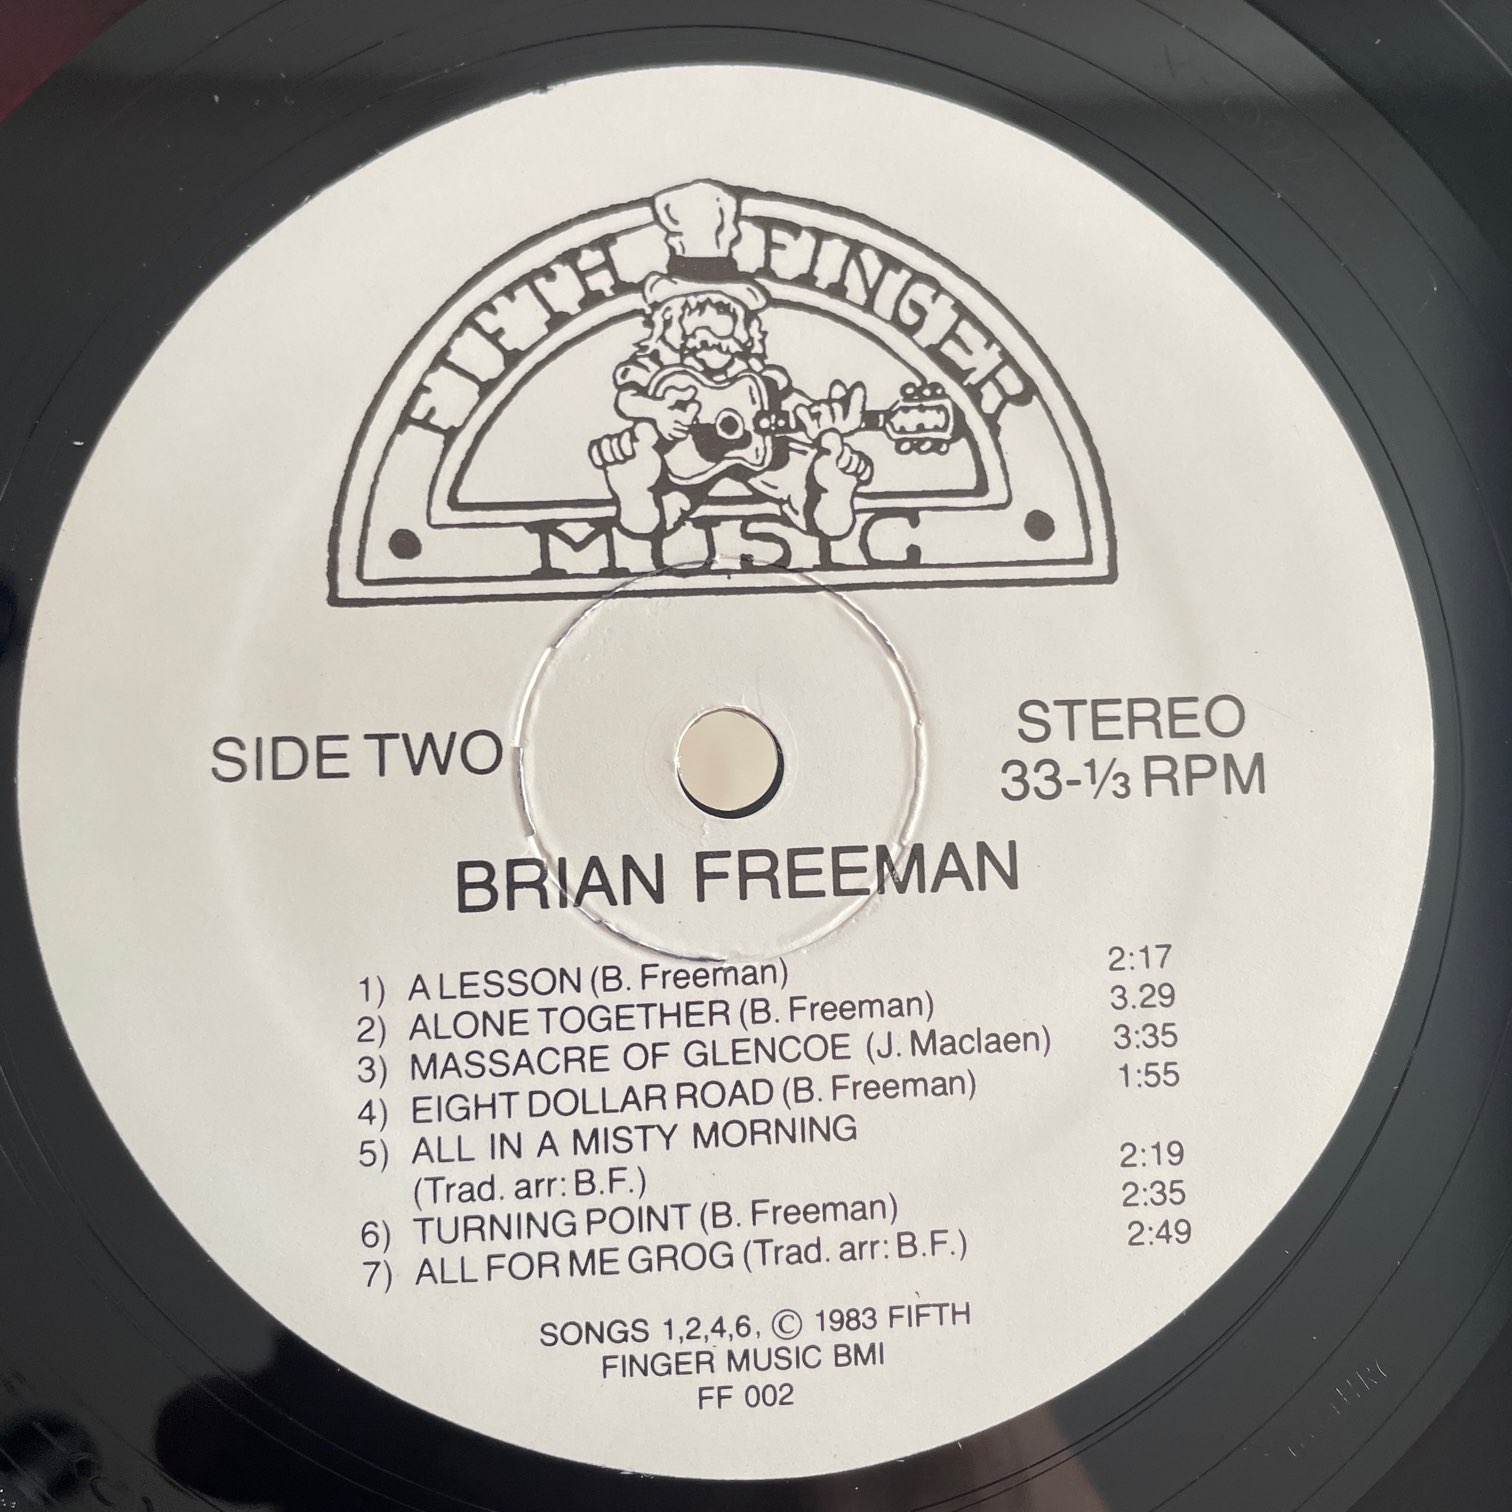 FIFTH FINGER
MUSIC
SIDE TWO
STEREO
33-1/3 RPM
BRIAN FREEMAN
1) A LESSON (B. Freeman) 2:17
2) ALONE TOGETHER (B. Freeman) 3.29
3) MASSACRE OF GLENCOE (J. Maclaen) 3:35
4) EIGHT DOLLAR ROAD (B. Freeman) 1:55
5) ALL IN A MISTY MORNING
(Trad. arr: B.F.) 2:19
6) TURNING POINT (B. Freeman) 2:35
7) ALL FOR ME GROG (Trad. arr: B.F.) 2:49
SONGS 1,2,4,6, © 1983 FIFTH
FINGER MUSIC BMI
FF 002